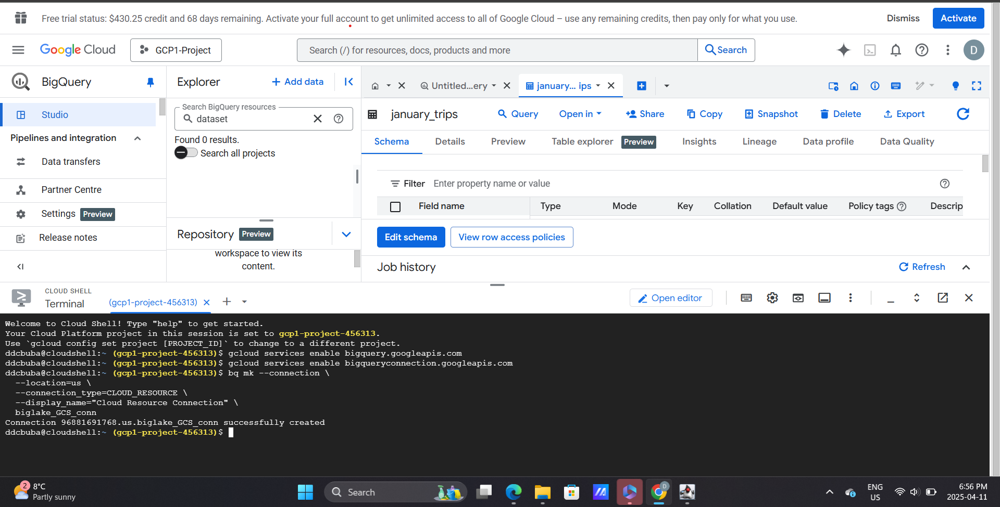 Free trial status: $430.25 credit and 68 days remaining. Activate your full account to get unlimited access to all of Google Cloud – use any remaining credits, then pay only for what you use.
Dismiss
Activate
Google Cloud
GCP1-Project
Search (/) for resources, docs, products and more
Search
D
BigQuery
Studio
Pipelines and integration
Data transfers
Partner Centre
Settings Preview
Release notes
Explorer
+ Add data
Search BigQuery resources
dataset
Found 0 results.
Search all projects
Repository Preview
workspace to view its
content.
Untitled...ery
january... ips
january_trips
Query
Open in
Share
Copy
Snapshot
Delete
Export
Schema
Details
Preview
Table explorer Preview
Insights
Lineage
Data profile
Data Quality
Filter Enter property name or value
Field name
Type
Mode
Key
Collation
Default value
Policy tags
Descrip
Edit schema
View row access policies
Job history
Refresh
CLOUD SHELL
Terminal
(gcp1-project-456313)
Open editor
Welcome to Cloud Shell! Type "help" to get started.
Your Cloud Platform project in this session is set to gcp1-project-456313.
Use `gcloud config set project [PROJECT_ID]` to change to a different project.
ddcbuba@cloudshell:~ (gcp1-project-456313)$ gcloud services enable bigquery.googleapis.com
ddcbuba@cloudshell:~ (gcp1-project-456313)$ gcloud services enable bigqueryconnection.googleapis.com
ddcbuba@cloudshell:~ (gcp1-project-456313)$ bq mk --connection \
--location=us \
--connection_type=CLOUD_RESOURCE \
--display_name="Cloud Resource Connection" \
biglake_GCS_conn
Connection 96881691768.us.biglake_GCS_conn successfully created
ddcbuba@cloudshell:~ (gcp1-project-456313)$
2
8°C
Partly sunny
Search
D
ENG
US
6:56 PM
2025-04-11